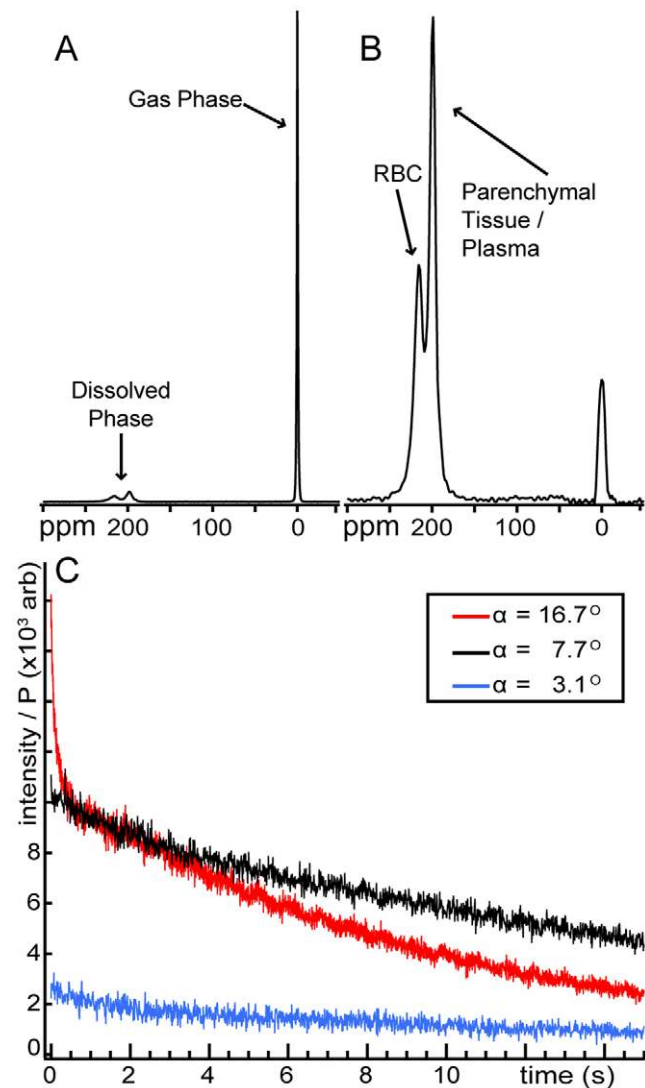 A
B
Gas Phase
RBC
Parenchymal
Tissue /
Plasma
Dissolved
Phase
ppm 200 100 0
ppm 200 100 0
C
α = 16.7°
α = 7.7°
α = 3.1°
intensity / P (x10³ arb)
8
6
4
2
0
0 2 4 6 8 10 time (s)